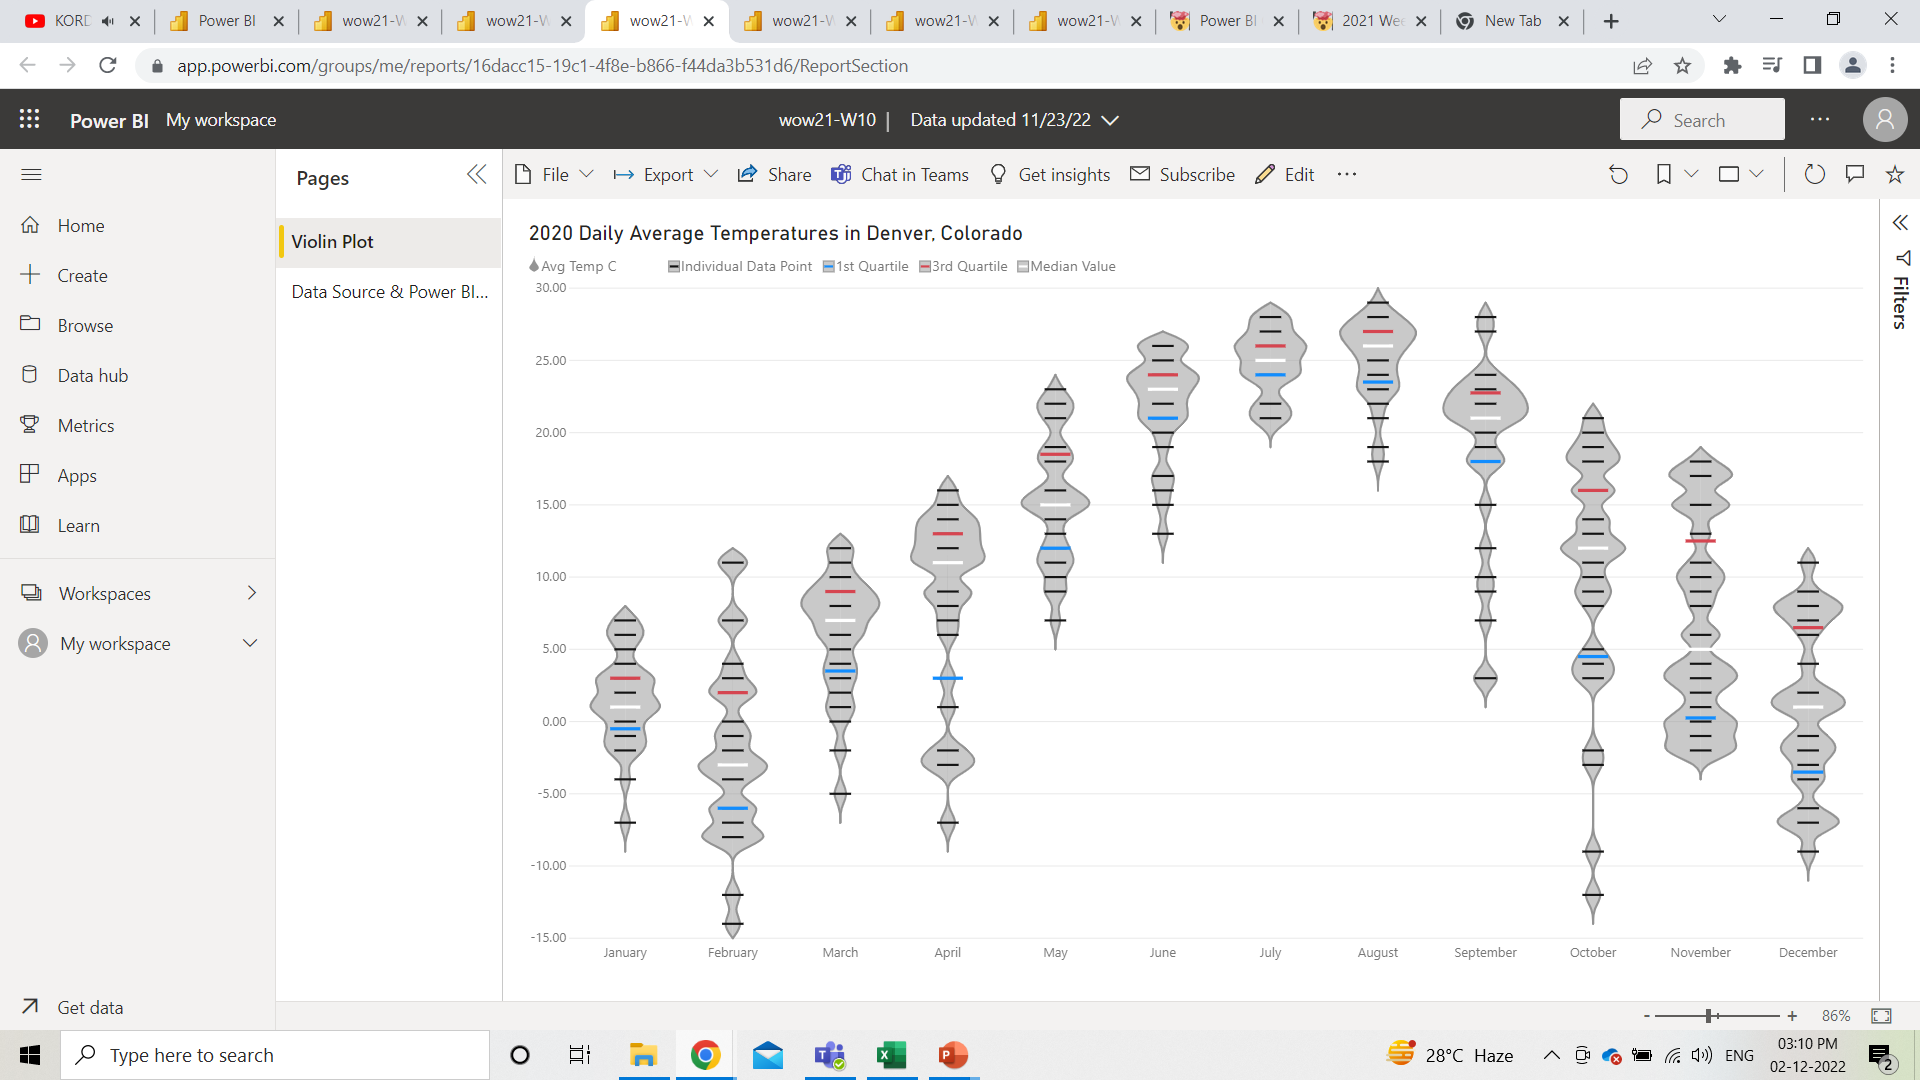 KORD
Power BI
wow21-W
wow21-W
wow21-W
wow21-W
wow21-W
wow21-W
Power BI
2021 Wee
New Tab
app.powerbi.com/groups/me/reports/16dacc15-19c1-4f8e-b866-f44da3b531d6/ReportSection
Power BI My workspace
wow21-W10 | Data updated 11/23/22
Search
Home
Create
Browse
Data hub
Metrics
Apps
Learn
Workspaces
My workspace
Get data
Pages
Violin Plot
Data Source & Power BI...
File Export Share Chat in Teams Get insights Subscribe Edit
2020 Daily Average Temperatures in Denver, Colorado
Avg Temp C Individual Data Point 1st Quartile 3rd Quartile Median Value
30.00
25.00
20.00
15.00
10.00
5.00
0.00
-5.00
-10.00
-15.00
January February March April May June July August September October November December
Filters
- + 86%
Type here to search
28°C Haze
ENG
03:10 PM
02-12-2022
2